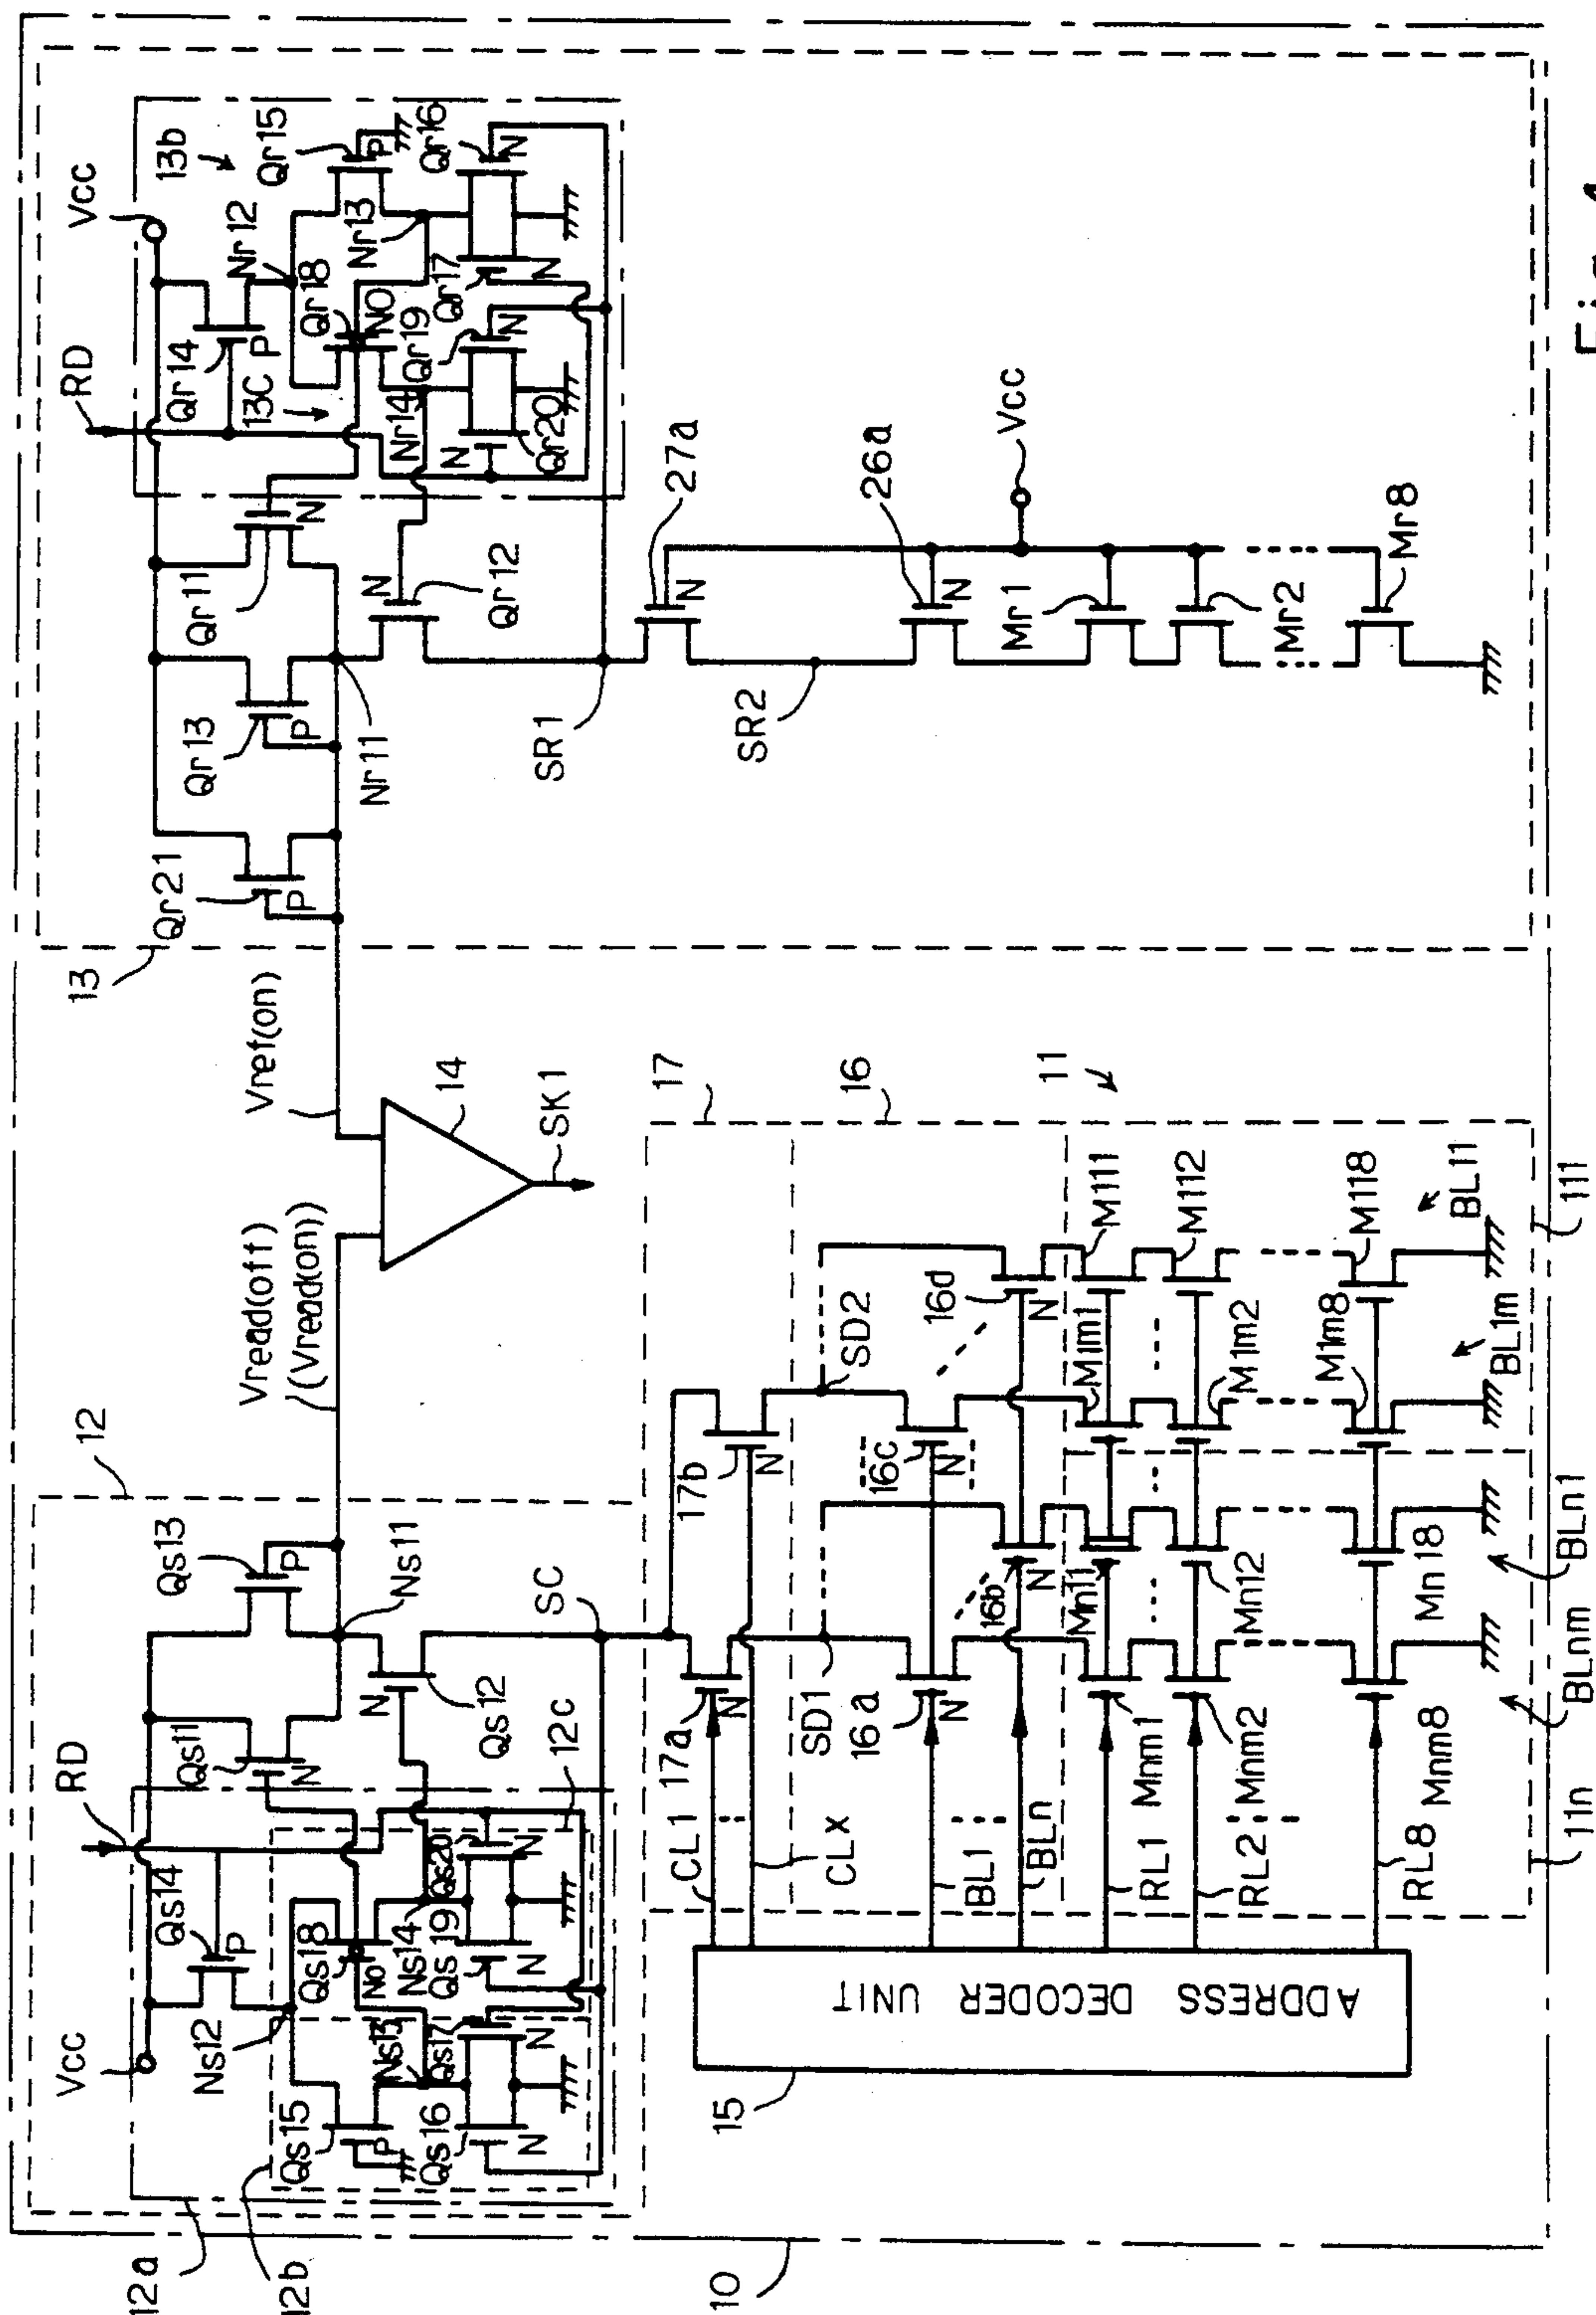 Fig. 4
10
12a
12b
12
Vcc
RD
Qs14
P
Ns12
Qs15
P
Qs16
N
Ns13
Qs17
N
Qs18
No
Ns14
Qs19
N
Qs20
N
12c
Qs11
N
Qs13
P
Ns11
Qs12
N
SC
Vread(off)
(Vread(on))
14
SK1
Vref(on)
13
Qr21
P
Qr13
P
Qr11
N
Nr11
Qr12
N
RD
Vcc
Qr14
P
13C
Nr12
Qr18
NO
Nr14
Qr19
N
Qr20
N
13b
Qr15
P
Nr13
Qr17
N
Qr16
N
SR1
27a
N
SR2
26a
N
Vcc
Mr1
Mr2
Mr8
15
ADDRESS DECODER UNIT
CL1
CLX
BL1
BLn
RL1
RL2
RL8
17a
N
17b
N
17
SD1
SD2
16a
N
16b
N
16c
N
16d
N
16
11
Mnm1
Mnm2
Mnm8
Mn11
Mn12
Mn18
M1m1
M1m2
M1m8
M111
M112
M118
BLnm
BLn1
BL1m
BL11
11n
111